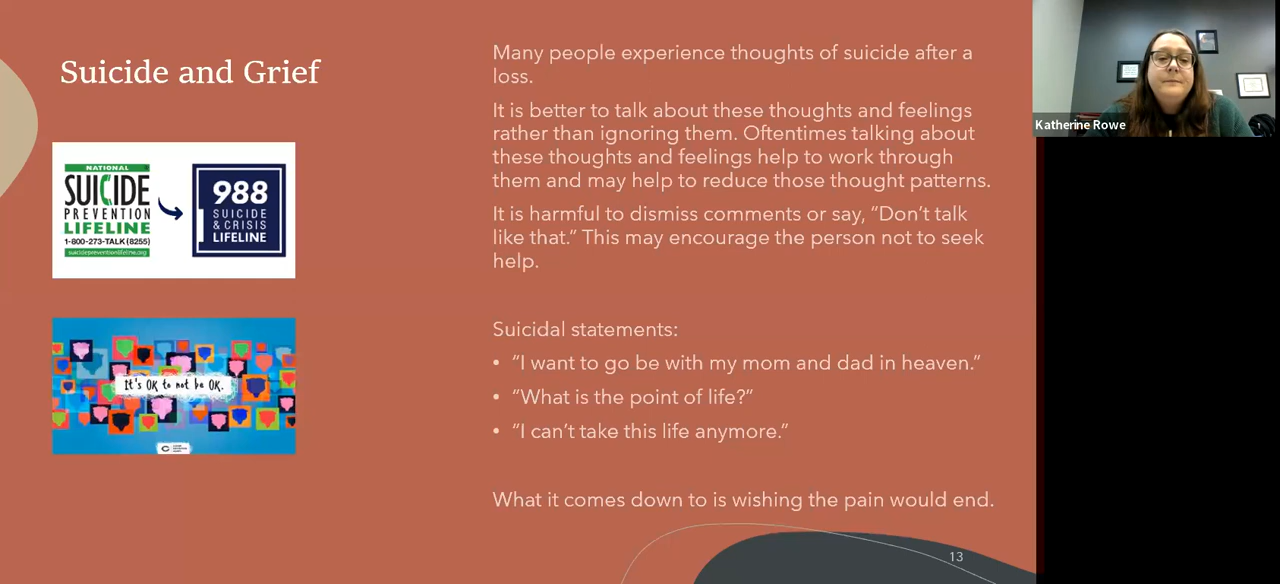 Suicide and Grief
NATIONAL
SUICIDE
PREVENTION
LIFELINE
1-800-273-TALK (8255)
suicidepreventionlifeline.org
988
SUICIDE
& CRISIS
LIFELINE
It's OK to not be OK.
Many people experience thoughts of suicide after a
loss.
It is better to talk about these thoughts and feelings
rather than ignoring them. Oftentimes talking about
these thoughts and feelings help to work through
them and may help to reduce those thought patterns.
It is harmful to dismiss comments or say, “Don’t talk
like that.” This may encourage the person not to seek
help.
Suicidal statements:
• “I want to go be with my mom and dad in heaven.”
• “What is the point of life?”
• “I can’t take this life anymore.”
What it comes down to is wishing the pain would end.
13
Katherine Rowe